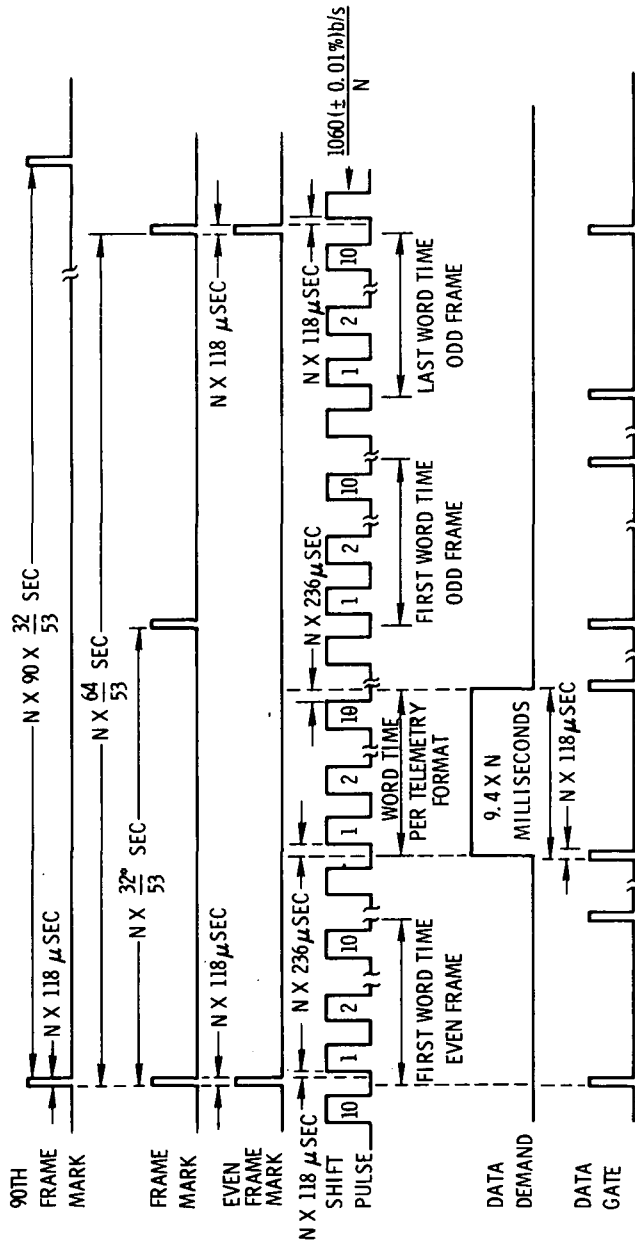 90TH
FRAME
MARK
N X 118 μSEC
N X 90 X 32/53 SEC
N X 64/53 SEC
FRAME
MARK
N X 32°/53 SEC
EVEN
FRAME
MARK
N X 118 μSEC
N X 118 μSEC
N X 118 μSEC
SHIFT
PULSE
N X 236 μSEC
N X 236 μSEC
N X 118 μSEC
1060(± 0.01%)b/s
N
10 1 2 10 1 2 10 1 2 10 1 2 10
FIRST WORD TIME
EVEN FRAME
WORD TIME
PER TELEMETRY
FORMAT
FIRST WORD TIME
ODD FRAME
LAST WORD TIME
ODD FRAME
DATA
DEMAND
9.4 X N
MILLISECONDS
DATA
GATE
N X 118 μSEC